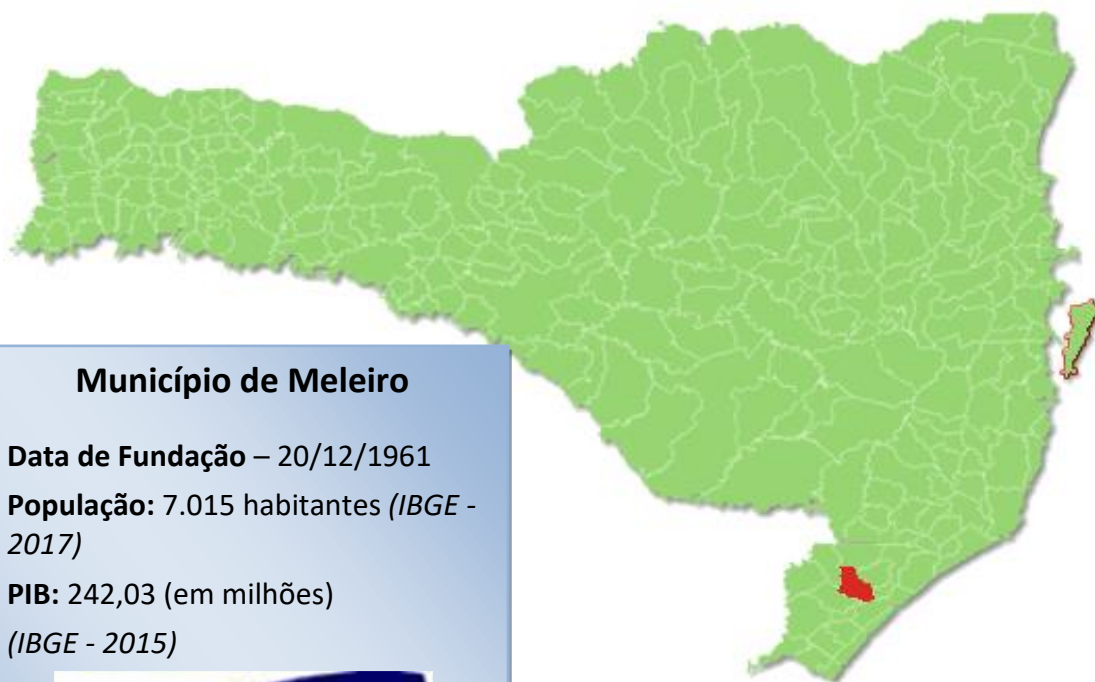 Município de Meleiro
Data de Fundação – 20/12/1961
População: 7.015 habitantes (IBGE -
2017)
PIB: 242,03 (em milhões)
(IBGE - 2015)